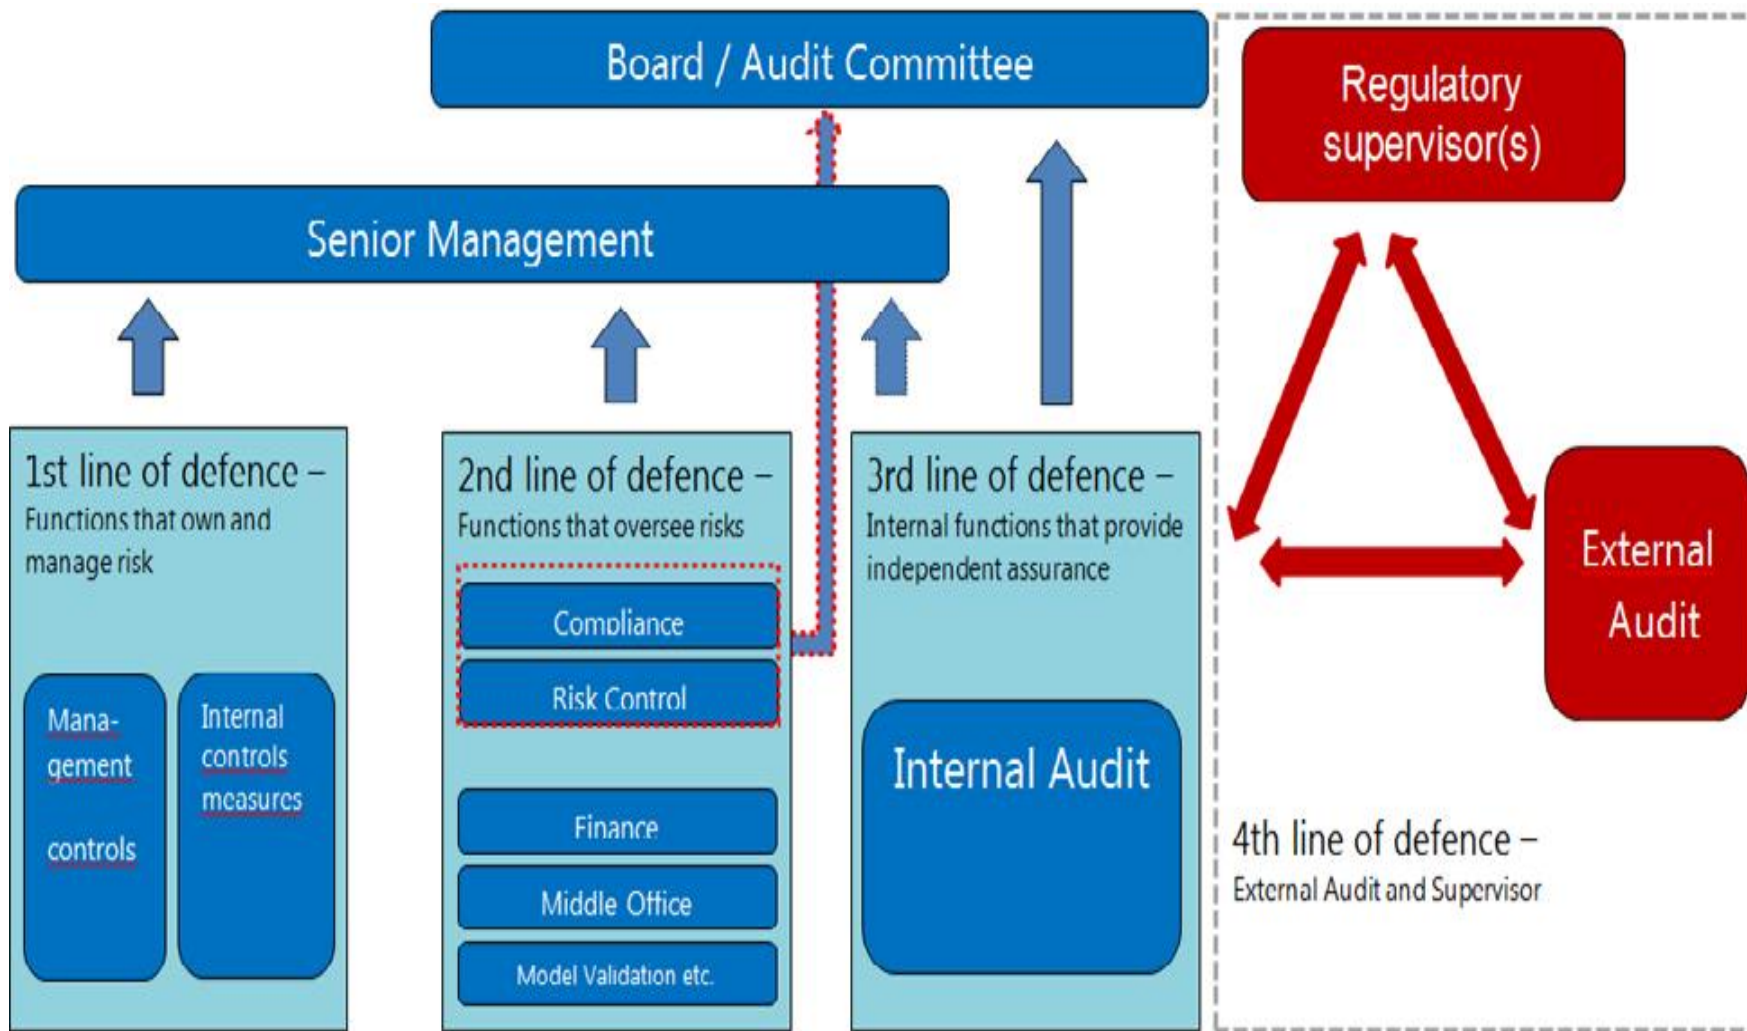 Board / Audit Committee
Regulatory
supervisor(s)
Senior Management
1st line of defence –
Functions that own and
manage risk
Mana-
gement
controls
Internal
controls
measures
2nd line of defence –
Functions that oversee risks
Compliance
Risk Control
Finance
Middle Office
Model Validation etc.
3rd line of defence –
Internal functions that provide
independent assurance
Internal Audit
External
Audit
4th line of defence –
External Audit and Supervisor